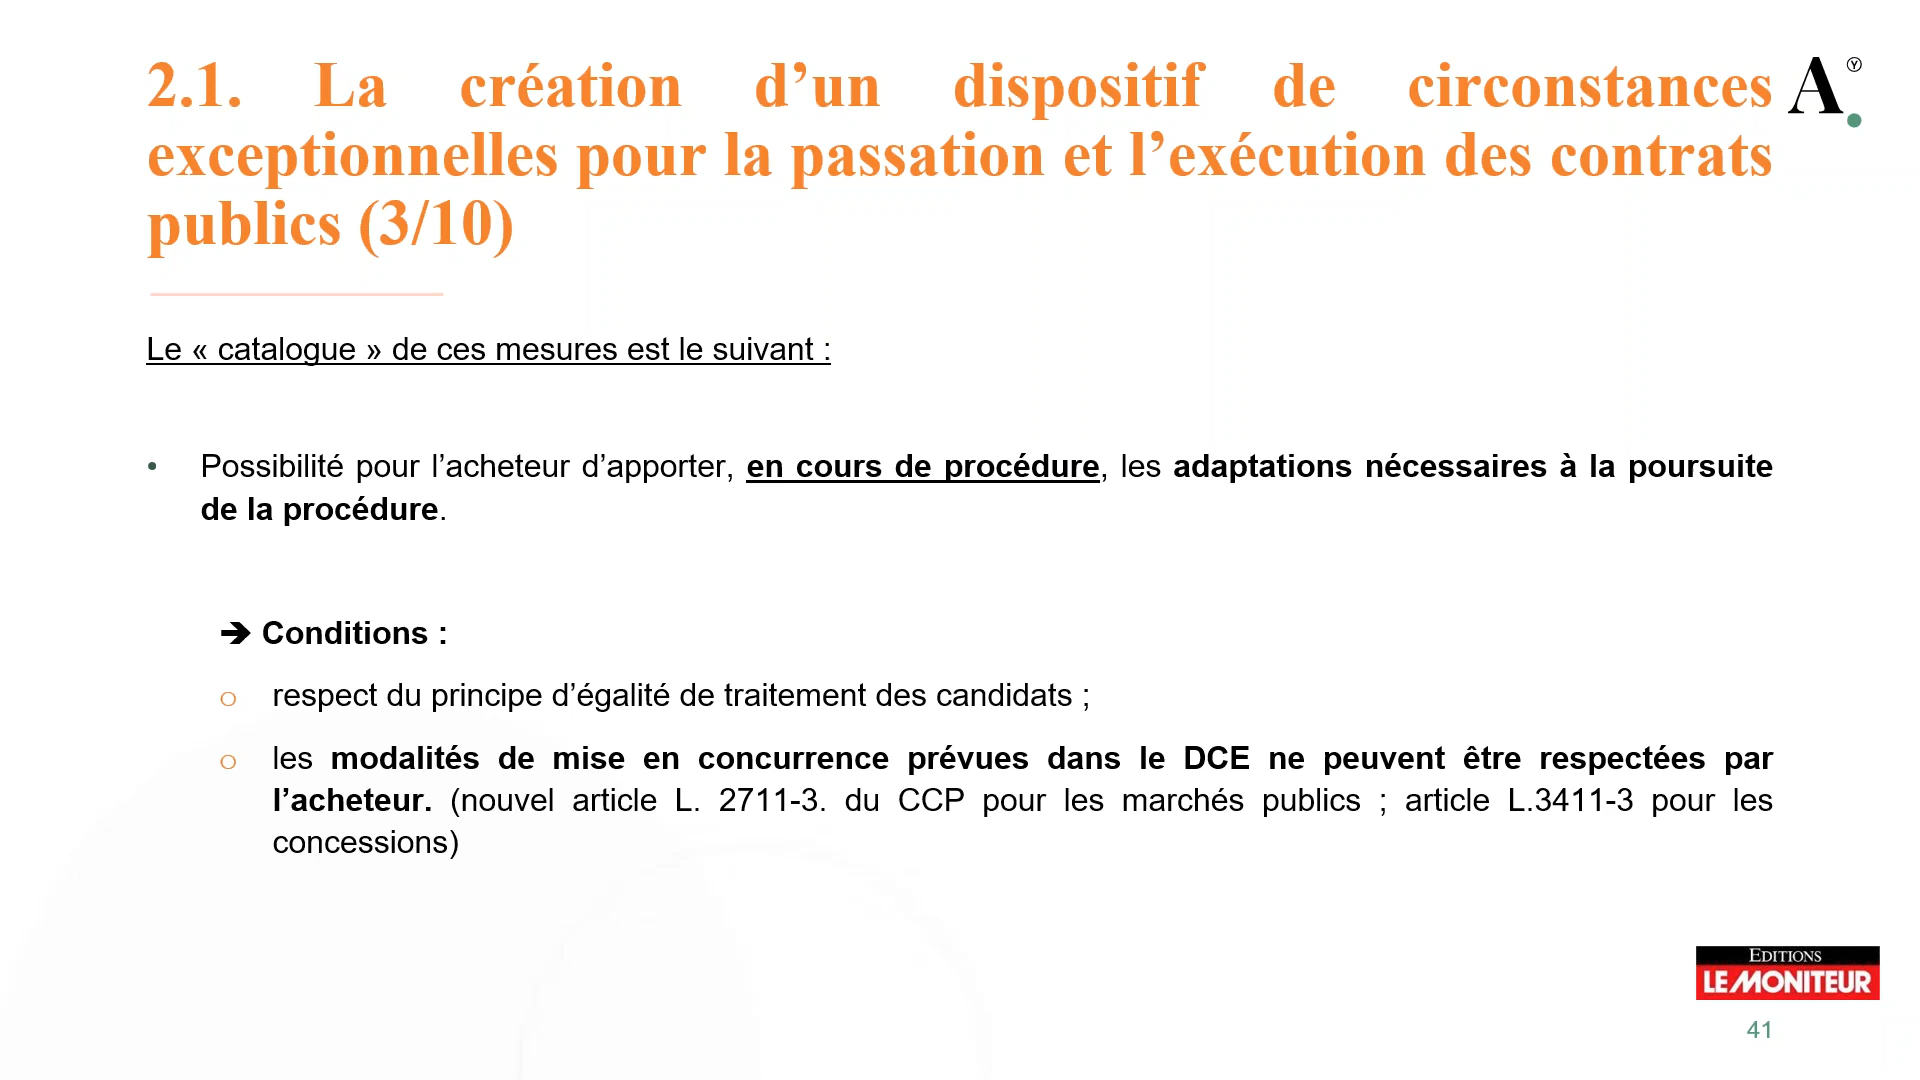 2.1. La création d’un dispositif de circonstances
exceptionnelles pour la passation et l’exécution des contrats
publics (3/10)
A
Y
Le « catalogue » de ces mesures est le suivant :
• Possibilité pour l’acheteur d’apporter, en cours de procédure, les adaptations nécessaires à la poursuite
de la procédure.
➔ Conditions :
o respect du principe d’égalité de traitement des candidats ;
o les modalités de mise en concurrence prévues dans le DCE ne peuvent être respectées par
l’acheteur. (nouvel article L. 2711-3. du CCP pour les marchés publics ; article L.3411-3 pour les
concessions)
EDITIONS
LE MONITEUR
41